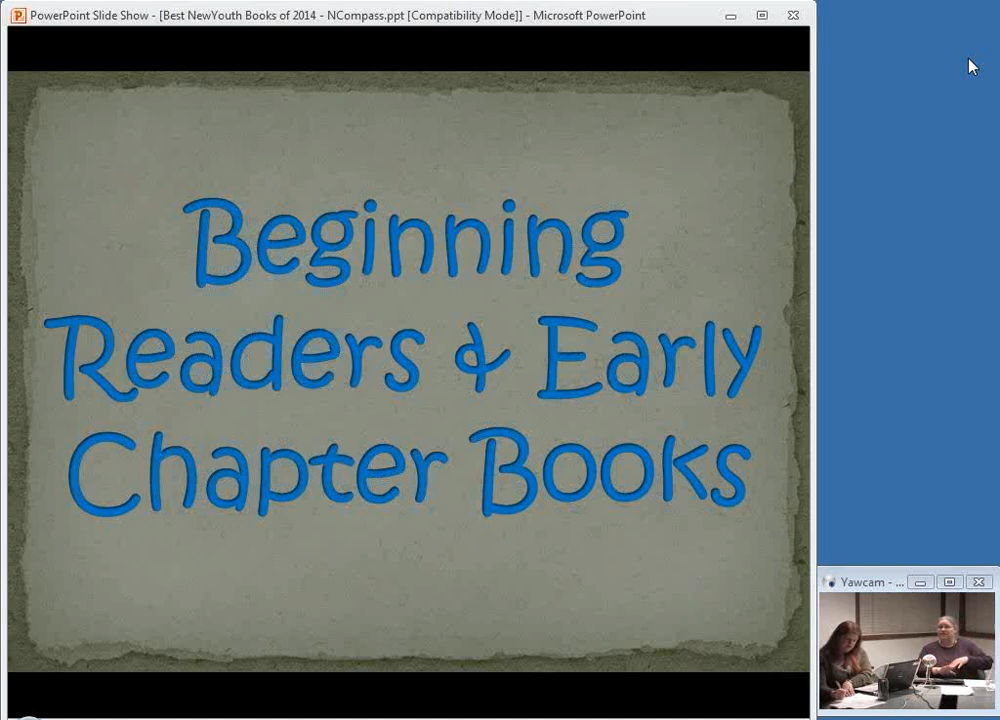 PowerPoint Slide Show - [Best NewYouth Books of 2014 - NCompass.ppt [Compatibility Mode]] - Microsoft PowerPoint
Beginning
Readers & Early
Chapter Books
Yawcam - ...